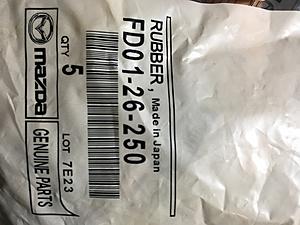 RUBBER, Made in Japan
FD01-26-250
QTY 5 LOT 7E23
mazda GENUINE PARTS